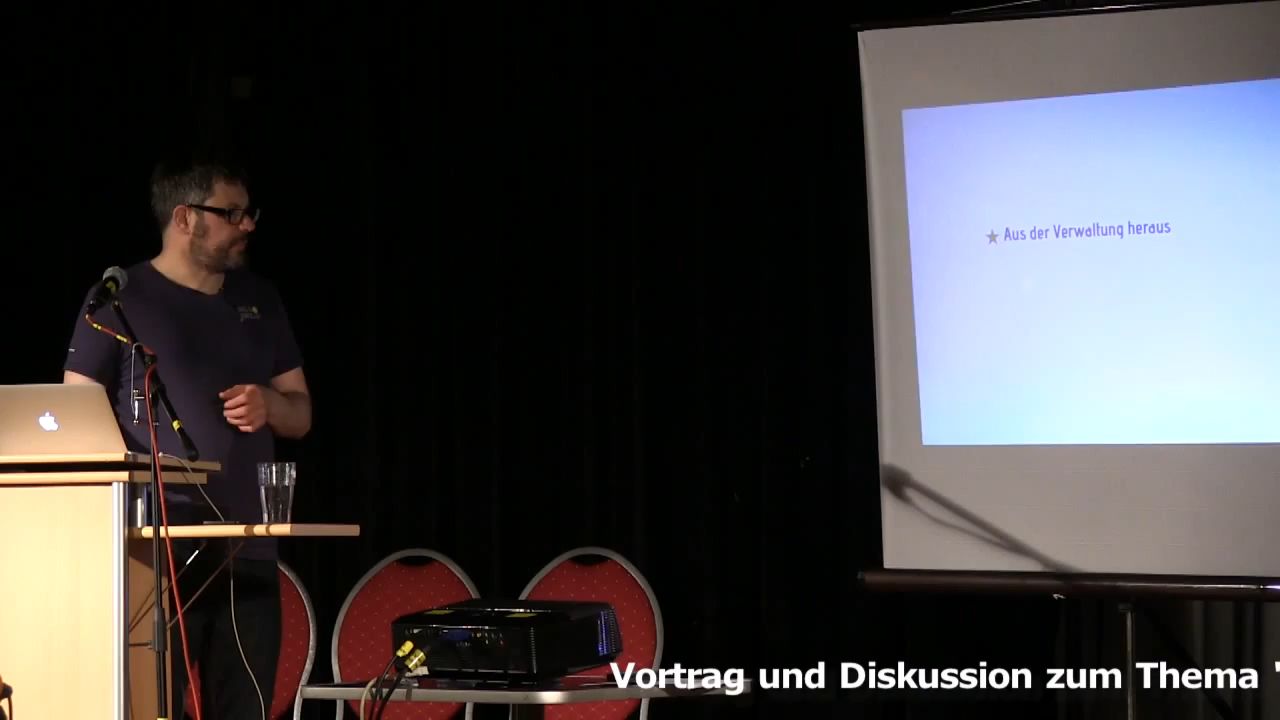 Aus der Verwaltung heraus
Vortrag und Diskussion zum Thema